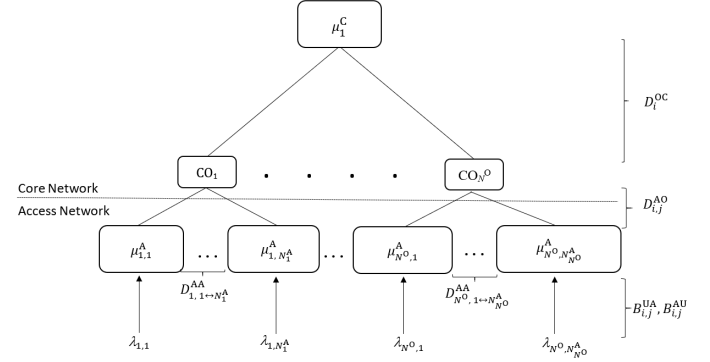 μ₁^C
D_i^OC
CO₁ . . . . CO_{N^O}
Core Network
Access Network
D_{i,j}^AO
μ_{1,1}^A ... μ_{1,N_1^A}^A ... μ_{N^O,1}^A ... μ_{N^O,N_{N^O}^A}^A
D_{1, 1↔N_1^A}^AA D_{N^O, 1↔N_{N^O}^A}^AA
B_{i,j}^UA, B_{i,j}^AU
λ_{1,1} λ_{1,N_1^A} λ_{N^O,1} λ_{N^O,N_{N^O}^A}